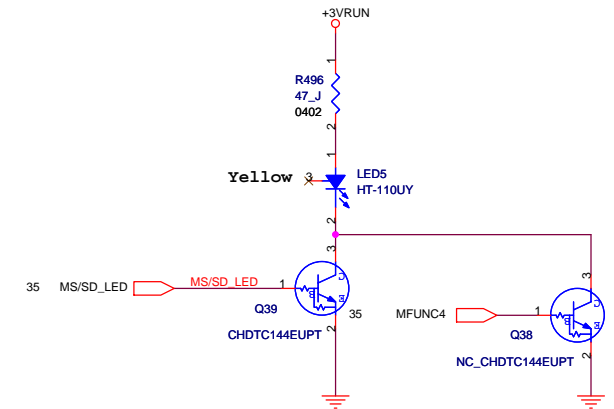 +3VRUN
1
R496
47_J
0402
2
1
Yellow 3
LED5
HT-110UY
2
3
35 MS/SD_LED
MS/SD_LED
1
C
B
E
Q39
CHDTC144EUPT
2
35 MFUNC4
1
3
C
B
E
Q38
NC_CHDTC144EUPT
2